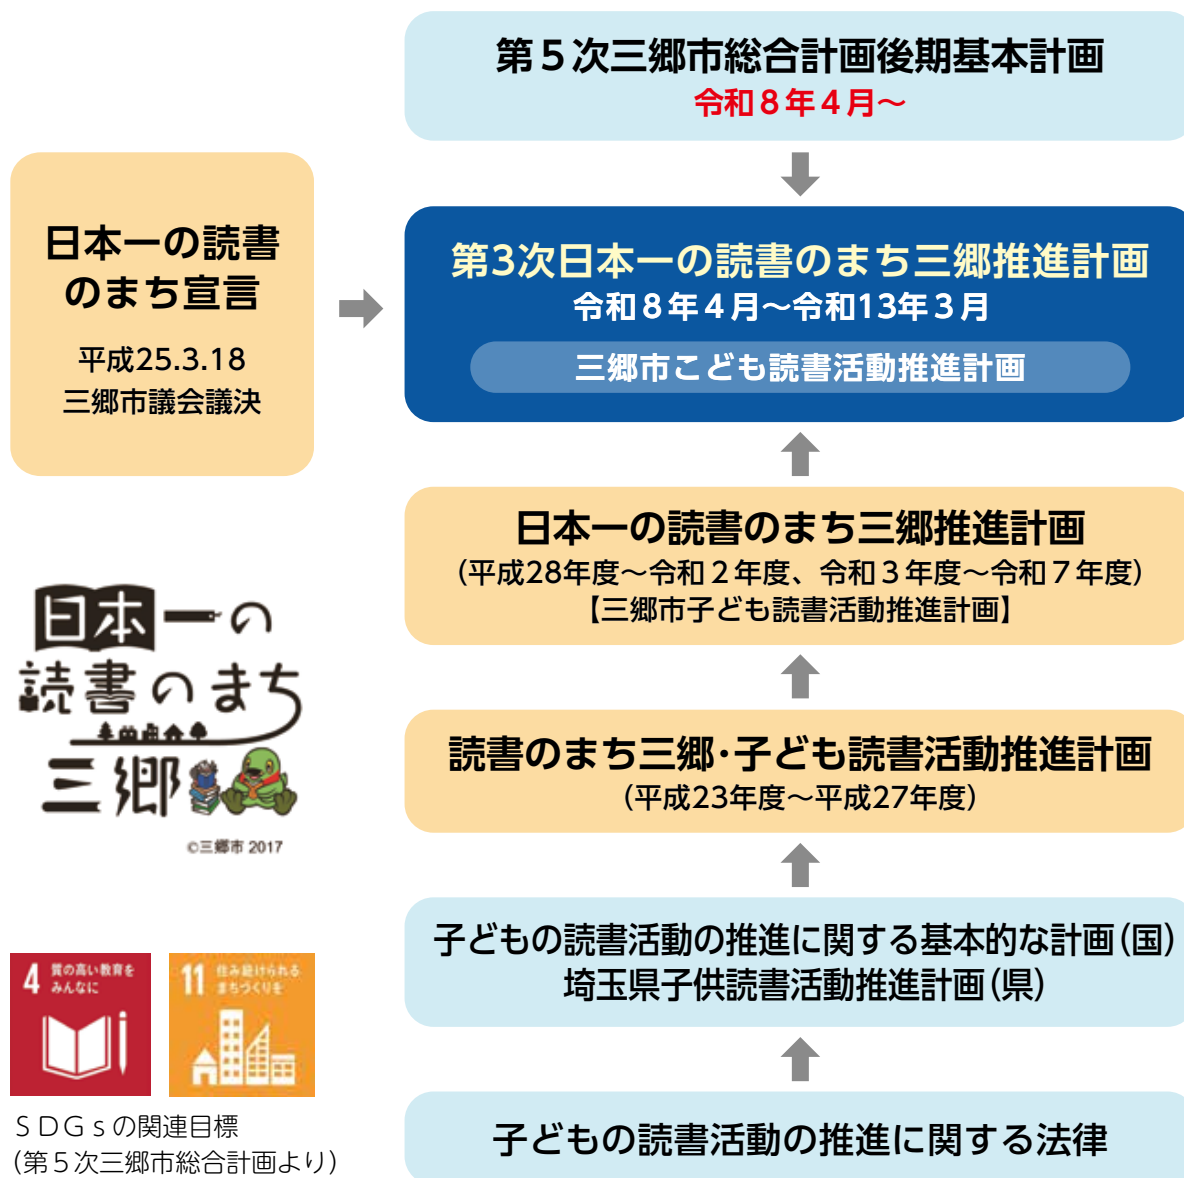 第５次三郷市総合計画後期基本計画
令和８年４月～
日本一の読書
のまち宣言
平成25.3.18
三郷市議会議決
第3次日本一の読書のまち三郷推進計画
令和８年４月～令和13年３月
三郷市こども読書活動推進計画
日本一の読書のまち三郷推進計画
（平成28年度～令和２年度、令和３年度～令和７年度）
【三郷市子ども読書活動推進計画】
読書のまち三郷･子ども読書活動推進計画
（平成23年度～平成27年度）
子どもの読書活動の推進に関する基本的な計画（国）
埼玉県子供読書活動推進計画（県）
子どもの読書活動の推進に関する法律
日本一の
読書のまち
三郷
©三郷市 2017
4 質の高い教育を
みんなに
11 住み続けられる
まちづくりを
ＳＤＧｓの関連目標
（第５次三郷市総合計画より）